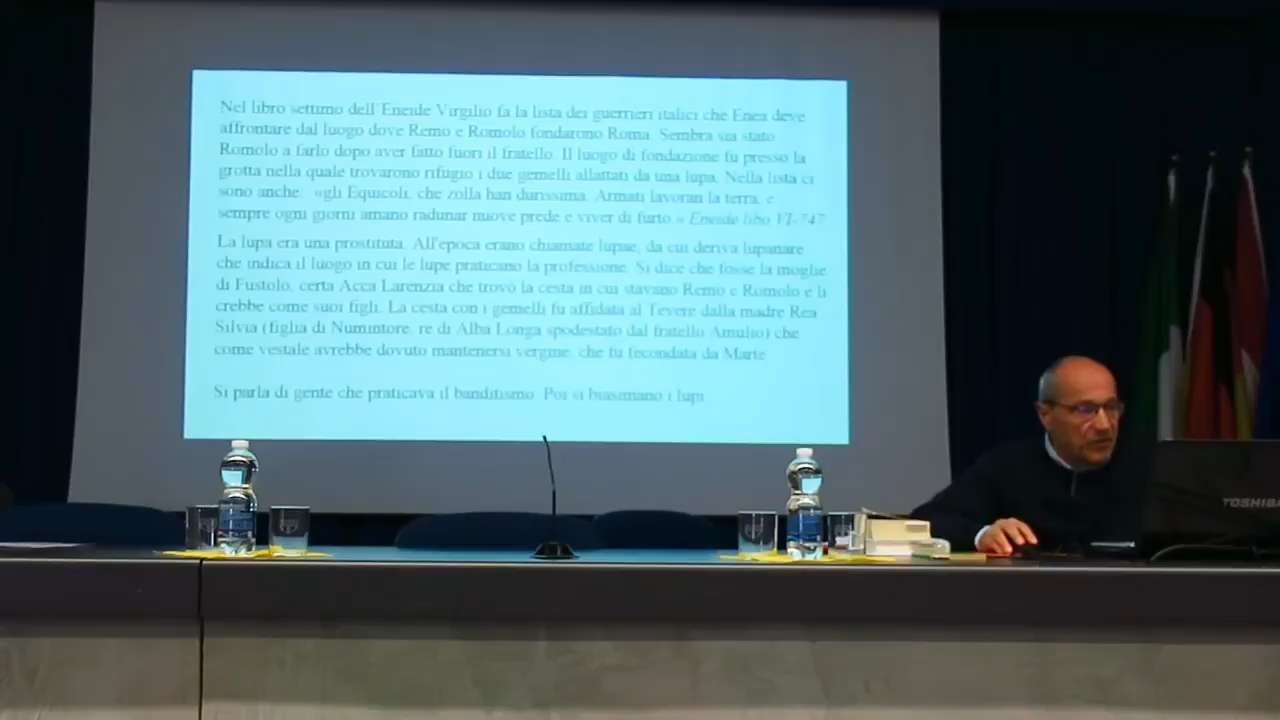 Nel libro settimo dell'Eneide Virgilio fa la lista dei guerrieri italici che Enea deve
affrontare dal luogo dove Remo e Romolo fondarono Roma. Sembra sia stato
Romolo a farlo dopo aver fatto fuori il fratello. Il luogo di fondazione fu presso la
grotta nella quale trovarono rifugio i due gemelli allattati da una lupa. Nella lista ci
sono anche: «gli Equicoli, che zolla han durissima. Armati lavoran la terra, e
sempre ogni giorni amano radunar nuove prede e viver di furto.» Eneide libo VI-747
La lupa era una prostituta. All'epoca erano chiamate lupae, da cui deriva lupanare
che indica il luogo in cui le lupe praticano la professione. Si dice che fosse la moglie
di Fustolo, certa Acca Larenzia che trovò la cesta in cui stavano Remo e Romolo e li
crebbe come suoi figli. La cesta con i gemelli fu affidata al Tevere dalla madre Rea
Silvia (figlia di Numintore, re di Alba Longa spodestato dal fratello Amulio) che
come vestale avrebbe dovuto mantenersi vergine, che fu fecondata da Marte
Si parla di gente che praticava il banditismo. Poi si biasimano i lupi.
TOSHIBA